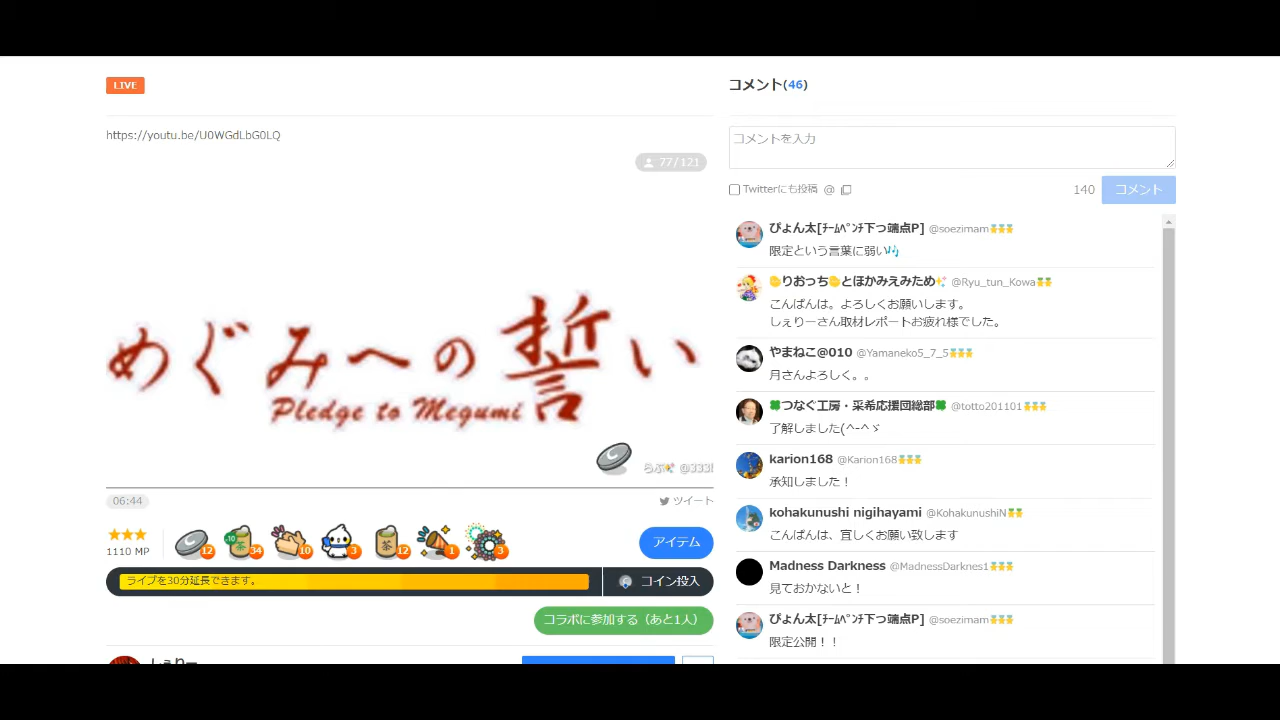 LIVE
https://youtu.be/U0WGdLbG0LQ
77/121
めぐみへの誓い
Pledge to Megumi
06:44
ツイート
1110 MP
12
×10
34
10
3
12
1
3
アイテム
ライブを30分延長できます。
コイン投入
コラボに参加する（あと1人）
しぇりー
コメント(46)
コメントを入力
Twitterにも投稿 @
140
コメント
ぴょん太[ﾁｰﾑﾍﾟﾝﾁ下っ端点P] @soezimam
限定という言葉に弱い
りおっちとほかみえみため @Ryu_tun_Kowa
こんばんは。よろしくお願いします。
しぇりーさん取材レポートお疲れ様でした。
やまねこ@010 @Yamaneko5_7_5
月さんよろしく。。
つなぐ工房・采希応援団総部 @totto201101
了解しました(^-^ゞ
karion168 @Karion168
承知しました！
kohakunushi nigihayami @KohakunushiN
こんばんは、宜しくお願い致します
Madness Darkness @MadnessDarknes1
見ておかないと！
ぴょん太[ﾁｰﾑﾍﾟﾝﾁ下っ端点P] @soezimam
限定公開！！